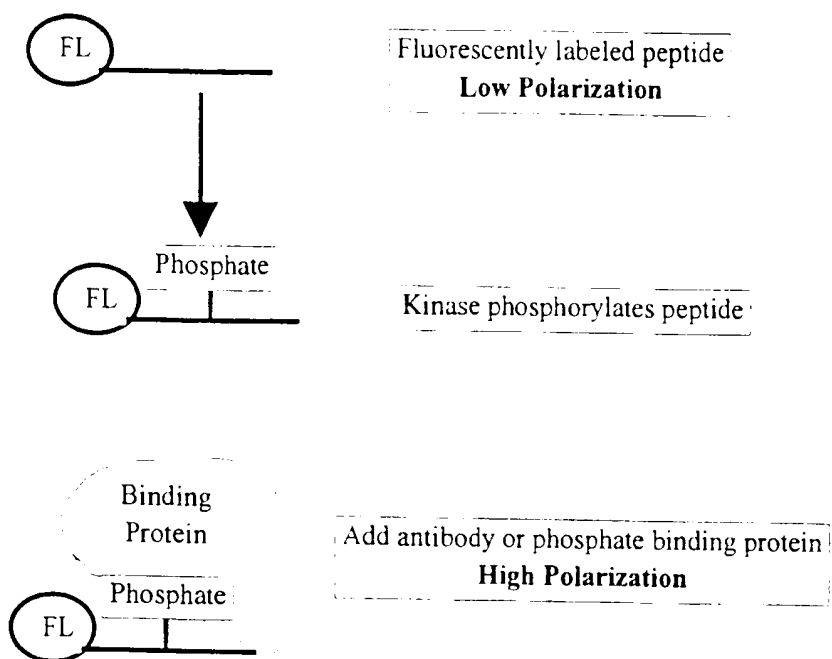 FL
Fluorescently labeled peptide
Low Polarization
Phosphate
FL
Kinase phosphorylates peptide
Binding
Protein
Add antibody or phosphate binding protein
High Polarization
Phosphate
FL